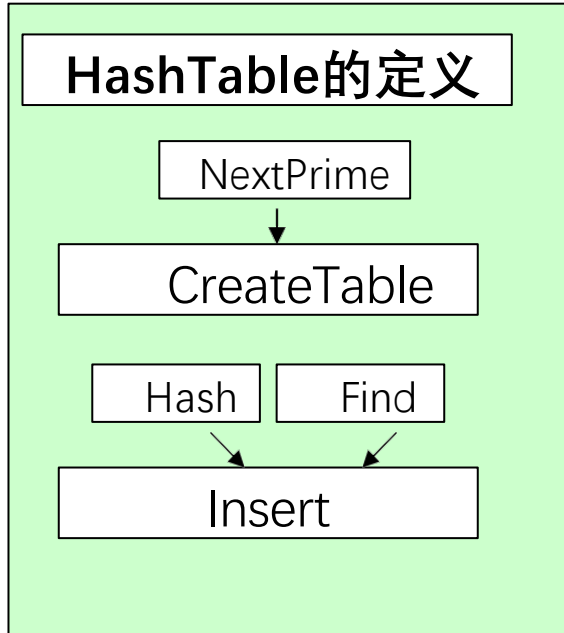 HashTable的定义
NextPrime
CreateTable
Hash
Find
Insert